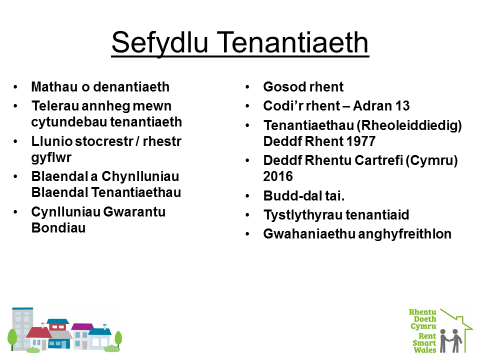 Sefydlu Tenantiaeth
• Mathau o denantiaeth
• Telerau annheg mewn
cytundebau tenantiaeth
• Llunio stocrestr / rhestr
gyflwr
• Blaendal a Chynlluniau
Blaendal Tenantiaethau
• Cynlluniau Gwarantu
Bondiau
• Gosod rhent
• Codi’r rhent – Adran 13
• Tenantiaethau (Rheoleiddiedig)
Deddf Rhent 1977
• Deddf Rhentu Cartrefi (Cymru)
2016
• Budd-dal tai.
• Tystlythyrau tenantiaid
• Gwahaniaethu anghyfreithlon
Rhentu
Doeth
Cymru
Rent
Smart
Wales